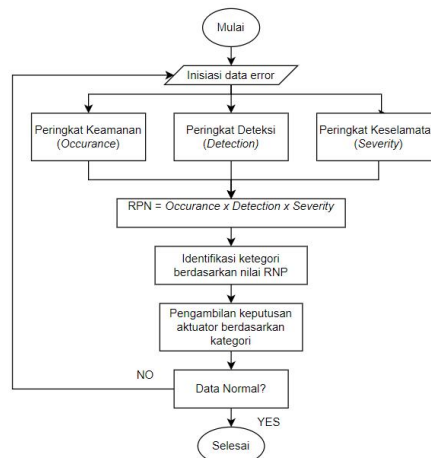 Mulai
Inisiasi data error
Peringkat Keamanan
(Occurance)
Peringkat Deteksi
(Detection)
Peringkat Keselamata
(Severity)
RPN = Occurance x Detection x Severity
Identifikasi ketegori
berdasarkan nilai RNP
Pengambilan keputusan
aktuator berdasarkan
kategori
NO
Data Normal?
YES
Selesai